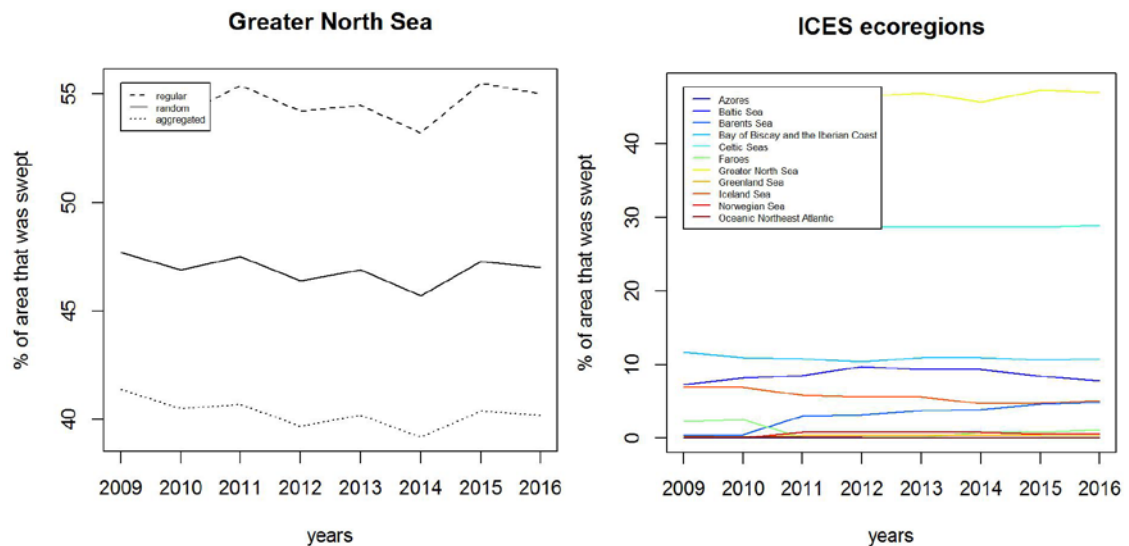 Greater North Sea
% of area that was swept
55
50
45
40
regular
random
aggregated
2009 2010 2011 2012 2013 2014 2015 2016
years
ICES ecoregions
% of area that was swept
40
30
20
10
0
Azores
Baltic Sea
Barents Sea
Bay of Biscay and the Iberian Coast
Celtic Seas
Faroes
Greater North Sea
Greenland Sea
Iceland Sea
Norwegian Sea
Oceanic Northeast Atlantic
2009 2010 2011 2012 2013 2014 2015 2016
years